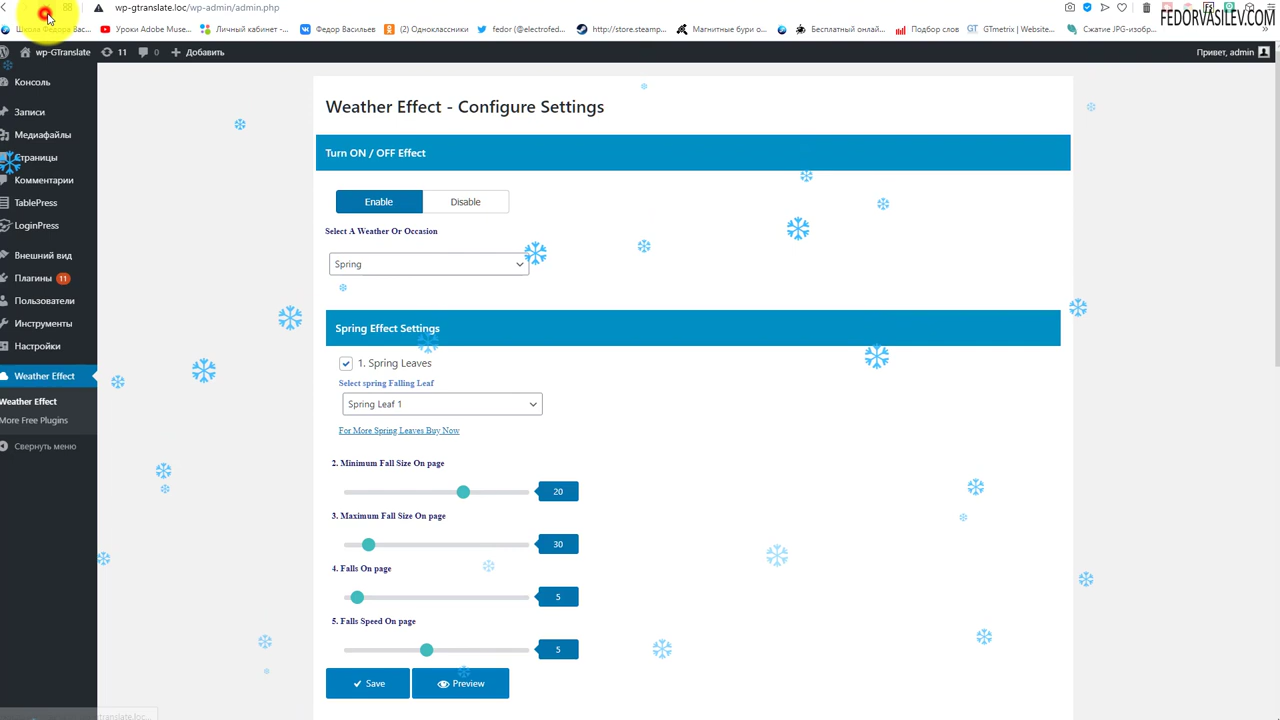 wp-gtranslate.loc/wp-admin/admin.php
FEDORVASILEV.COM
Школа Федора Вас...
Уроки Adobe Muse...
Личный кабинет -...
Федор Васильев
(2) Одноклассники
fedor (@electrofed...
http://store.steamp...
Магнитные бури о...
Бесплатный онлай...
Подбор слов
GTmetrix | Website...
Сжатие JPG-изобр...
wp-GTranslate
11
0
Добавить
Привет, admin
Консоль
Записи
Медиафайлы
Страницы
Комментарии
TablePress
LoginPress
Внешний вид
Плагины 11
Пользователи
Инструменты
Настройки
Weather Effect
Weather Effect
More Free Plugins
Свернуть меню
Weather Effect - Configure Settings
Turn ON / OFF Effect
Enable
Disable
Select A Weather Or Occasion
Spring
Spring Effect Settings
1. Spring Leaves
Select spring Falling Leaf
Spring Leaf 1
For More Spring Leaves Buy Now
2. Minimum Fall Size On page
20
3. Maximum Fall Size On page
30
4. Falls On page
5
5. Falls Speed On page
5
Save
Preview